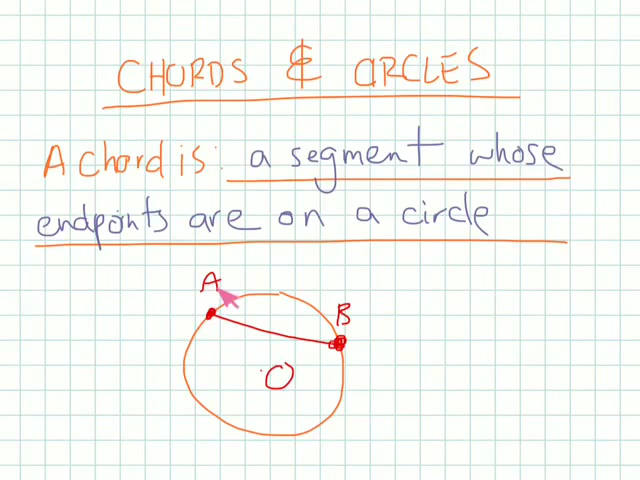 CHORDS & CIRCLES
A chord is: a segment whose
endpoints are on a circle
A
B
O